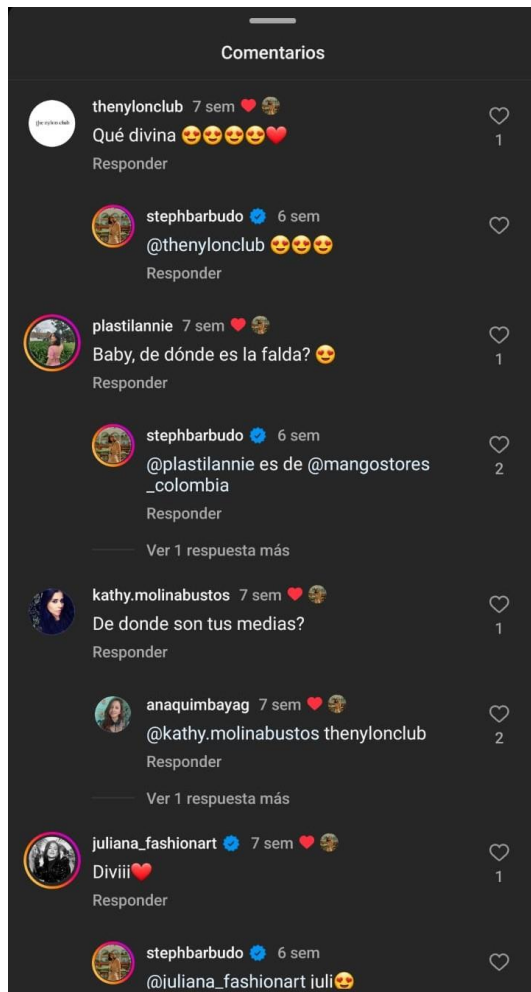 Comentarios
thenylonclub 7 sem ❤️
the nylon club
Qué divina 😍😍😍😍❤️
1
Responder
stephbarbudo 6 sem
@thenylonclub 😍😍😍
Responder
plastilannie 7 sem ❤️
Baby, de dónde es la falda? 😍
1
Responder
stephbarbudo 6 sem
@plastilannie es de @mangostores
_colombia
2
Responder
Ver 1 respuesta más
kathy.molinabustos 7 sem ❤️
De donde son tus medias?
1
Responder
anaquimbayag 7 sem ❤️
@kathy.molinabustos thenylonclub
2
Responder
Ver 1 respuesta más
juliana_fashionart 7 sem ❤️
Diviii❤️
1
Responder
stephbarbudo 6 sem
@juliana_fashionart juli😍